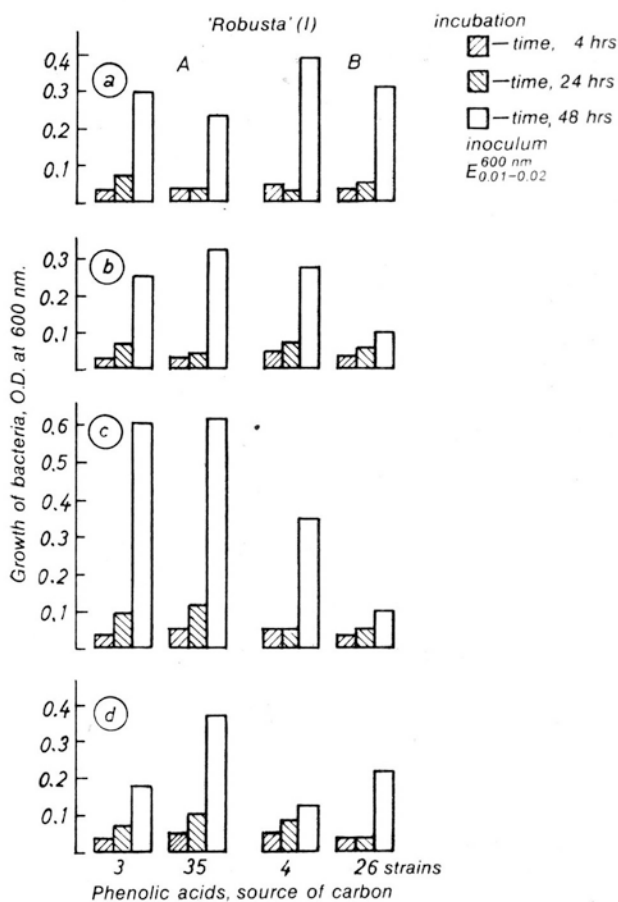 'Robusta' (I)
incubation
time, 4 hrs
time, 24 hrs
time, 48 hrs
inoculum
E 600 nm 0.01–0.02
a
A
B
0,4
0.3
0.2
0.1
b
0.3
0.2
0.1
c
0.6
0.5
0.4
0.3
0.2
0.1
d
0.4
0.3
0.2
0.1
Growth of bacteria, O.D. at 600 nm.
3 35 4 26 strains
Phenolic acids, source of carbon